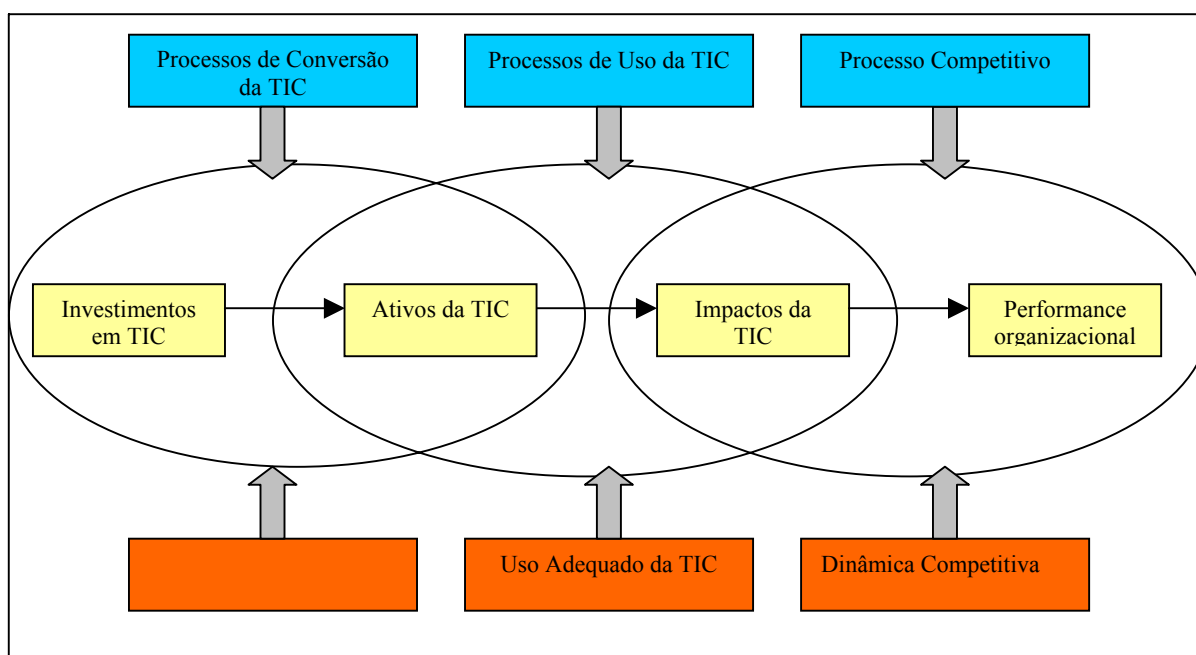 Processos de Conversão
da TIC
Processos de Uso da TIC
Processo Competitivo
Investimentos
em TIC
Ativos da TIC
Impactos da
TIC
Performance
organizacional
Uso Adequado da TIC
Dinâmica Competitiva